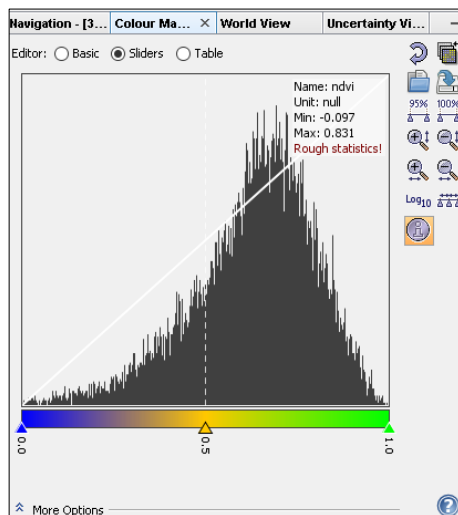 Navigation - [3... Colour Ma... × World View Uncertainty Vi...
Editor: Basic Sliders Table
Name: ndvi
Unit: null
Min: -0.097
Max: 0.831
Rough statistics!
95% 100%
Log10
0.0 0.5 1.0
More Options